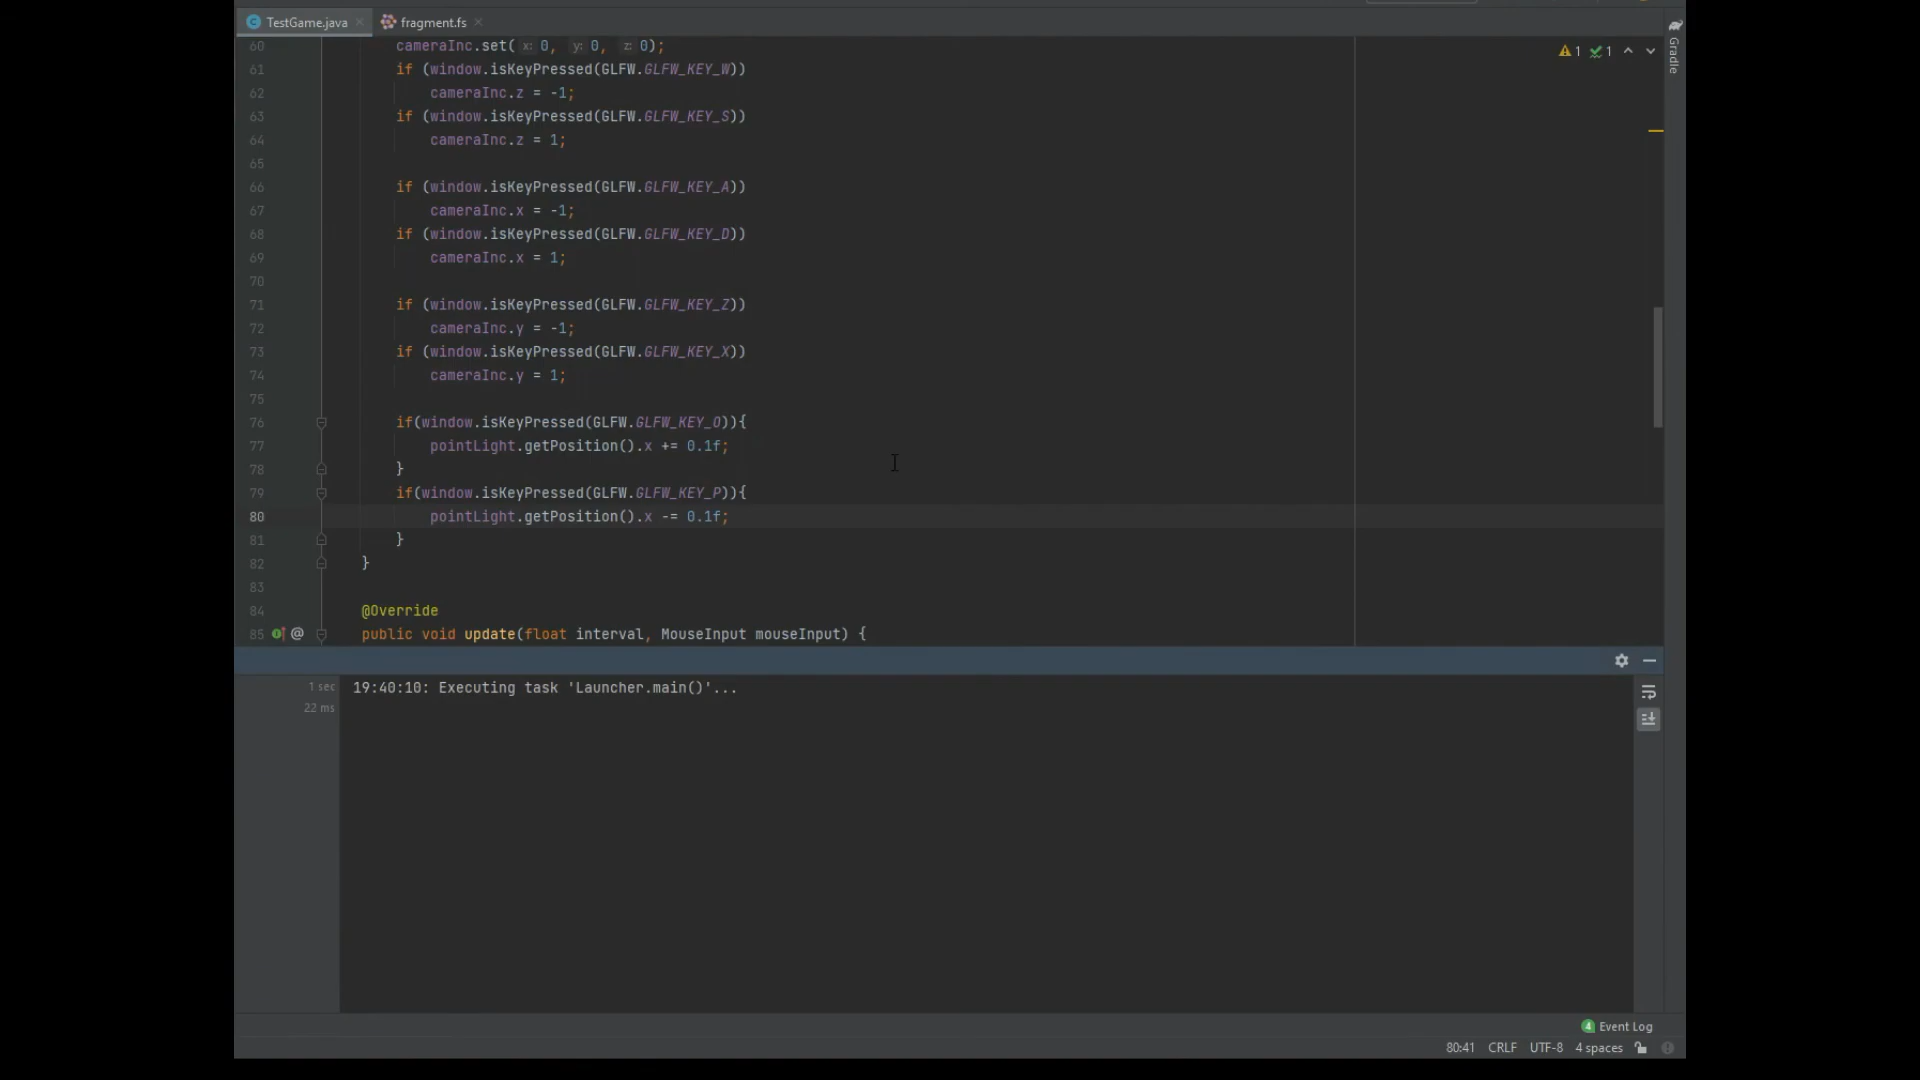 TestGame.java
fragment.fs
60 cameraInc.set( x: 0, y: 0, z: 0);
1 1
Gradle
61 if (window.isKeyPressed(GLFW.GLFW_KEY_W))
62 cameraInc.z = -1;
63 if (window.isKeyPressed(GLFW.GLFW_KEY_S))
64 cameraInc.z = 1;
65
66 if (window.isKeyPressed(GLFW.GLFW_KEY_A))
67 cameraInc.x = -1;
68 if (window.isKeyPressed(GLFW.GLFW_KEY_D))
69 cameraInc.x = 1;
70
71 if (window.isKeyPressed(GLFW.GLFW_KEY_Z))
72 cameraInc.y = -1;
73 if (window.isKeyPressed(GLFW.GLFW_KEY_X))
74 cameraInc.y = 1;
75
76 if(window.isKeyPressed(GLFW.GLFW_KEY_O)){
77 pointLight.getPosition().x += 0.1f;
78 }
79 if(window.isKeyPressed(GLFW.GLFW_KEY_P)){
80 pointLight.getPosition().x -= 0.1f;
81 }
82 }
83
84 @Override
85 @ public void update(float interval, MouseInput mouseInput) {
1 sec 19:40:10: Executing task 'Launcher.main()'...
22 ms
4 Event Log
80:41 CRLF UTF-8 4 spaces